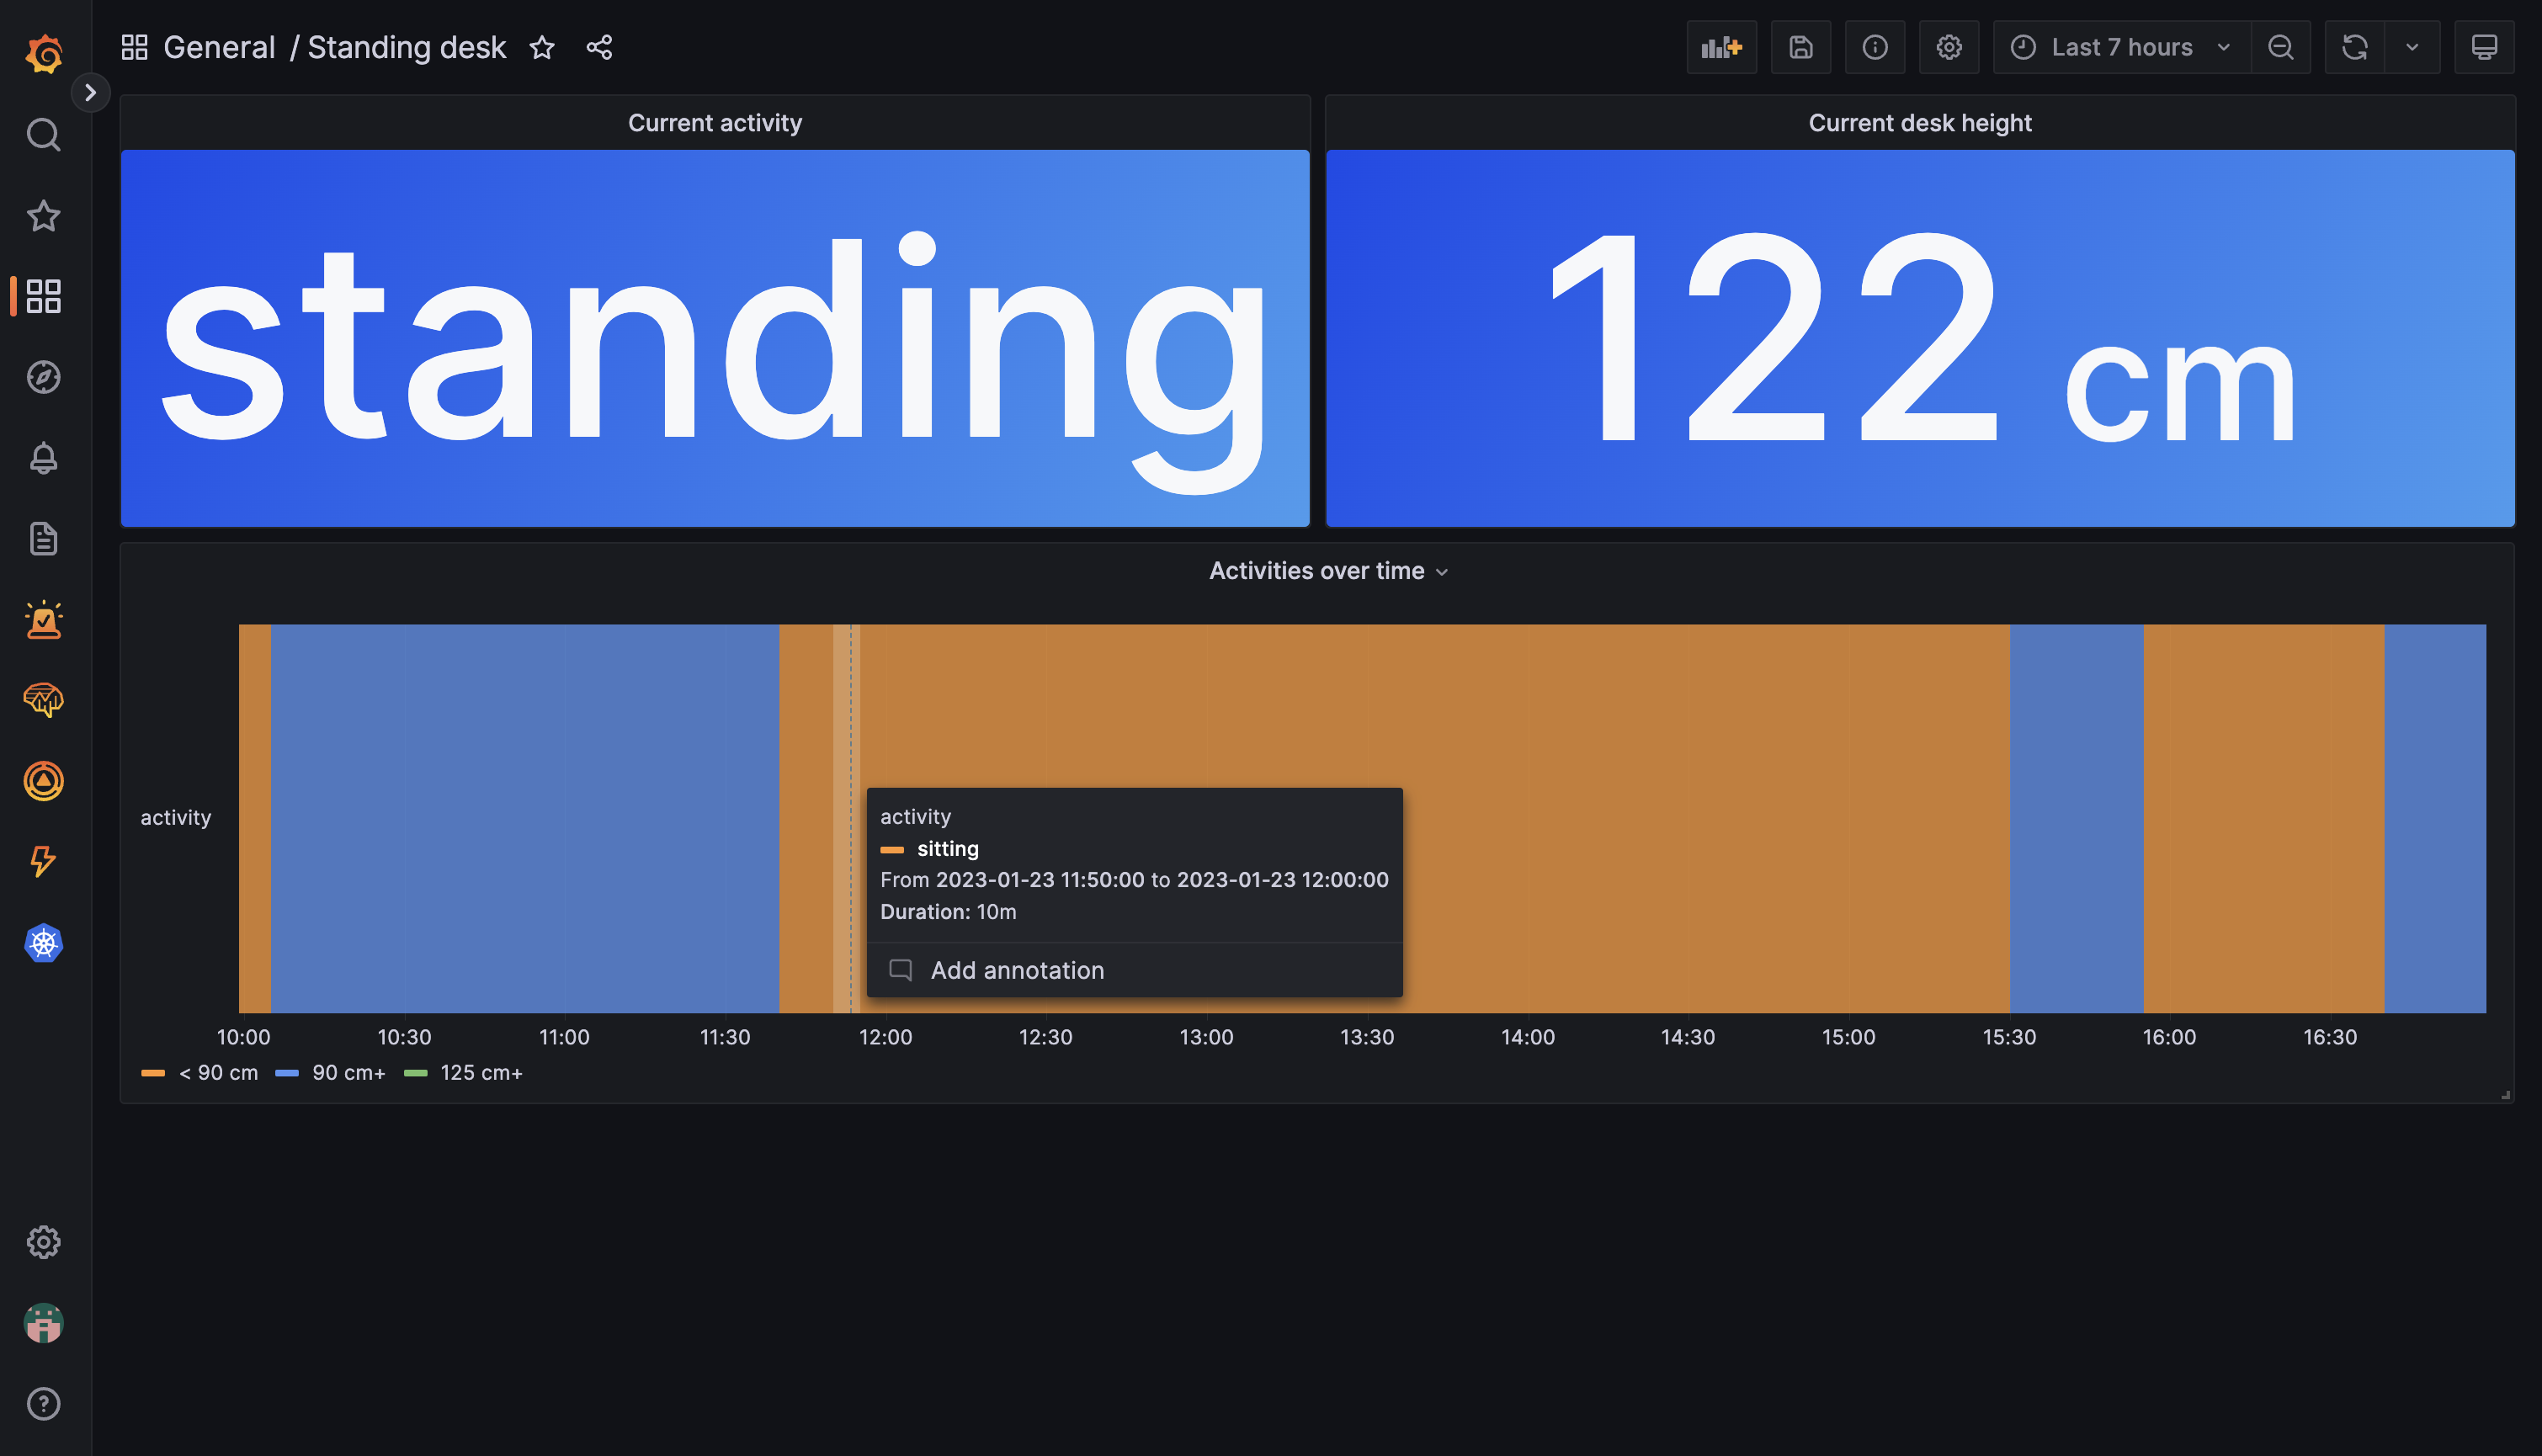 General / Standing desk
Last 7 hours
Current activity
standing
Current desk height
122 cm
Activities over time
activity
activity
sitting
From 2023-01-23 11:50:00 to 2023-01-23 12:00:00
Duration: 10m
Add annotation
10:00 10:30 11:00 11:30 12:00 12:30 13:00 13:30 14:00 14:30 15:00 15:30 16:00 16:30
< 90 cm 90 cm+ 125 cm+